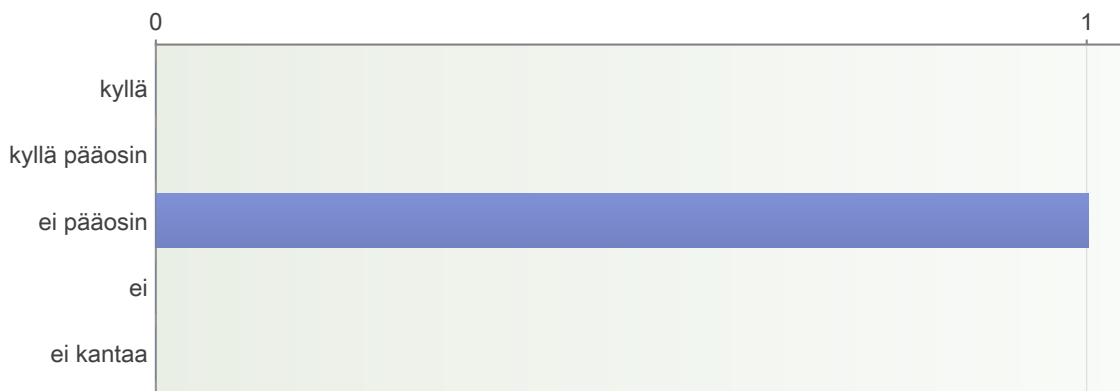 0 1
kyllä
kyllä pääosin
ei pääosin
ei
ei kantaa